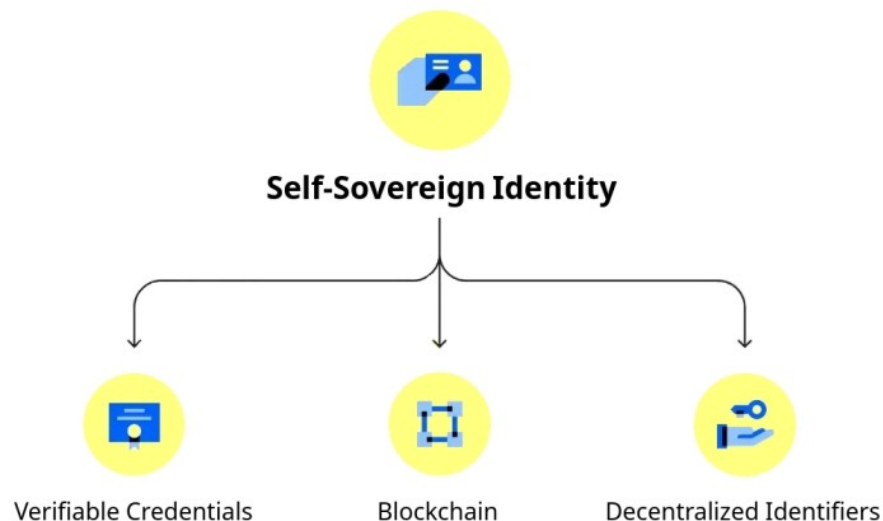 Self-Sovereign Identity
Verifiable Credentials
Blockchain
Decentralized Identifiers